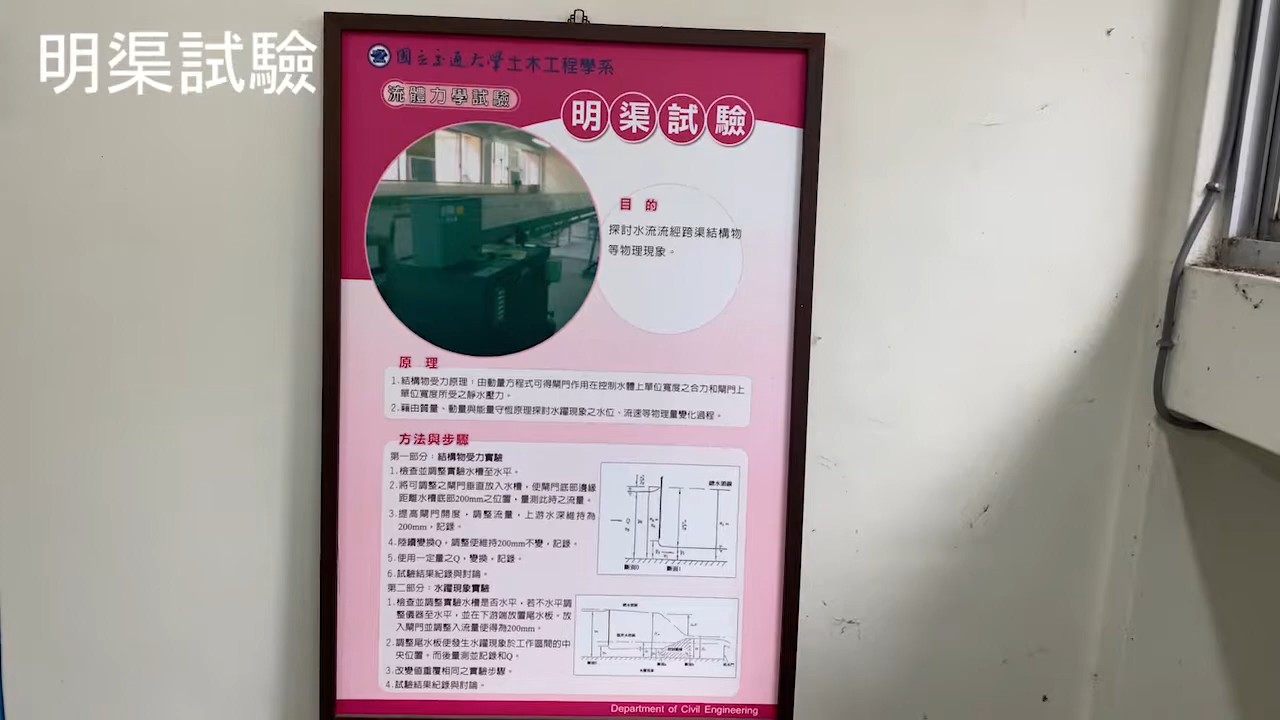 明渠試驗
國立交通大學土木工程學系
流體力學試驗
明渠試驗
目的
探討水流流經跨渠結構物
等物理現象。
原理
1.結構物受力原理：由動量方程式可得閘門作用在控制水體上單位寬度之合力和閘門上
單位寬度所受之靜水壓力。
2.藉由質量、動量與能量守恆原理探討水躍現象之水位、流速等物理量變化過程。
方法與步驟
第一部分：結構物受力實驗
1.檢查並調整實驗水槽至水平。
2.將可調整之閘門垂直放入水槽，使閘門底部邊緣
距離水槽底部200mm之位置，量測此時之流量。
3.提高閘門開度，調整流量，上游水深維持為
200mm，記錄。
4.陸續變換Q，調整使維持200mm不變，記錄。
5.使用一定量之Q，變換，記錄。
6.試驗結果紀錄與討論。
總水頭線
斷面0
斷面1
第二部分：水躍現象實驗
1.檢查並調整實驗水槽是否水平，若不水平調
整儀器至水平，並在下游端放置尾水板。放
入閘門並調整入流量使得為200mm。
2.調整尾水板使發生水躍現象於工作區間的中
央位置。而後量測並記錄和Q。
3.改變值重覆相同之實驗步驟。
4.試驗結果紀錄與討論。
Department of Civil Engineering